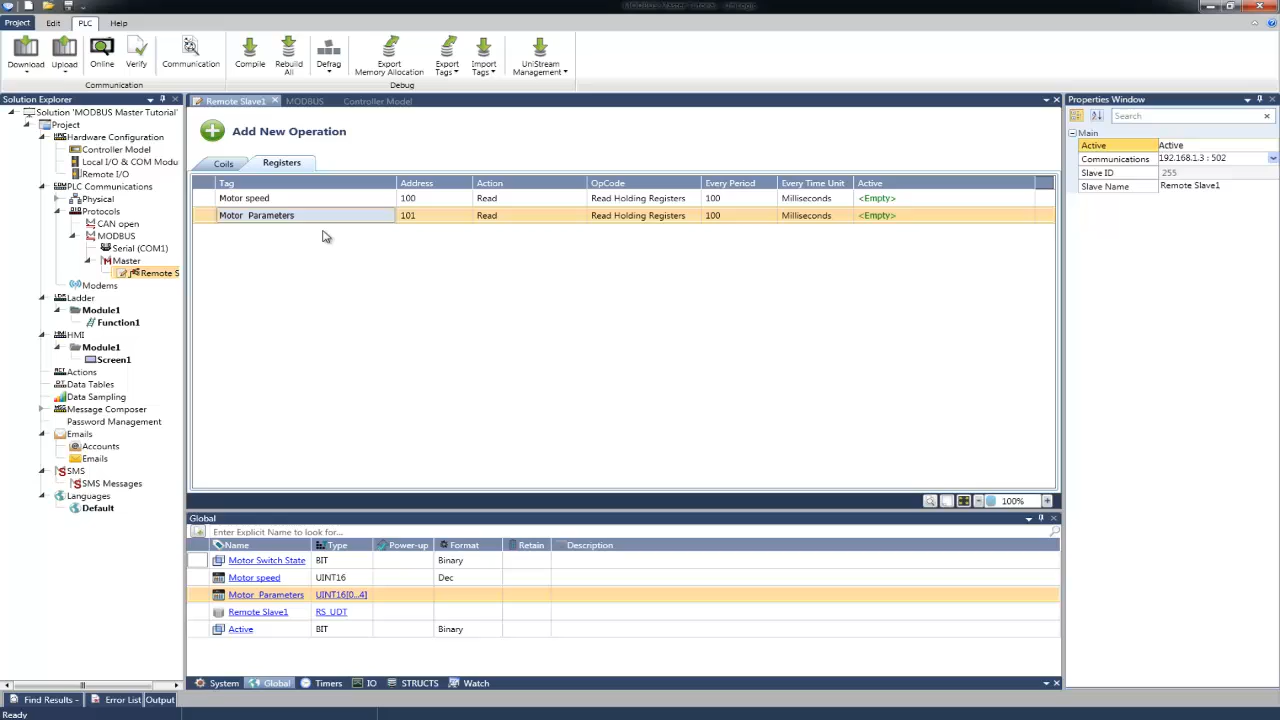 MODBUS Master Tutorial - UniLogic
Project Edit PLC Help
Download Upload Online Verify Communication Compile Rebuild All Defrag Export Memory Allocation Export Tags Import Tags UniStream Management
Communication Debug
Solution Explorer
Solution 'MODBUS Master Tutorial'
Project
Hardware Configuration
Controller Model
Local I/O & COM Modu
Remote I/O
PLC Communications
Physical
Protocols
CAN open
MODBUS
Serial (COM1)
Master
Remote S
Modems
Ladder
Module1
Function1
HMI
Module1
Screen1
Actions
Data Tables
Data Sampling
Message Composer
Password Management
Emails
Accounts
Emails
SMS
SMS Messages
Languages
Default
Remote Slave1 MODBUS Controller Model
Add New Operation
Coils Registers
Tag Address Action OpCode Every Period Every Time Unit Active
Motor speed 100 Read Read Holding Registers 100 Milliseconds <Empty>
Motor Parameters 101 Read Read Holding Registers 100 Milliseconds <Empty>
100%
Global
Enter Explicit Name to look for...
Name Type Power-up Format Retain Description
Motor Switch State BIT Binary
Motor speed UINT16 Dec
Motor Parameters UINT16[0...4]
Remote Slave1 RS_UDT
Active BIT Binary
System Global Timers IO STRUCTS Watch
Properties Window
Search
Main
Active Active
Communications 192.168.1.3 : 502
Slave ID 255
Slave Name Remote Slave1
Find Results - Error List Output
Ready